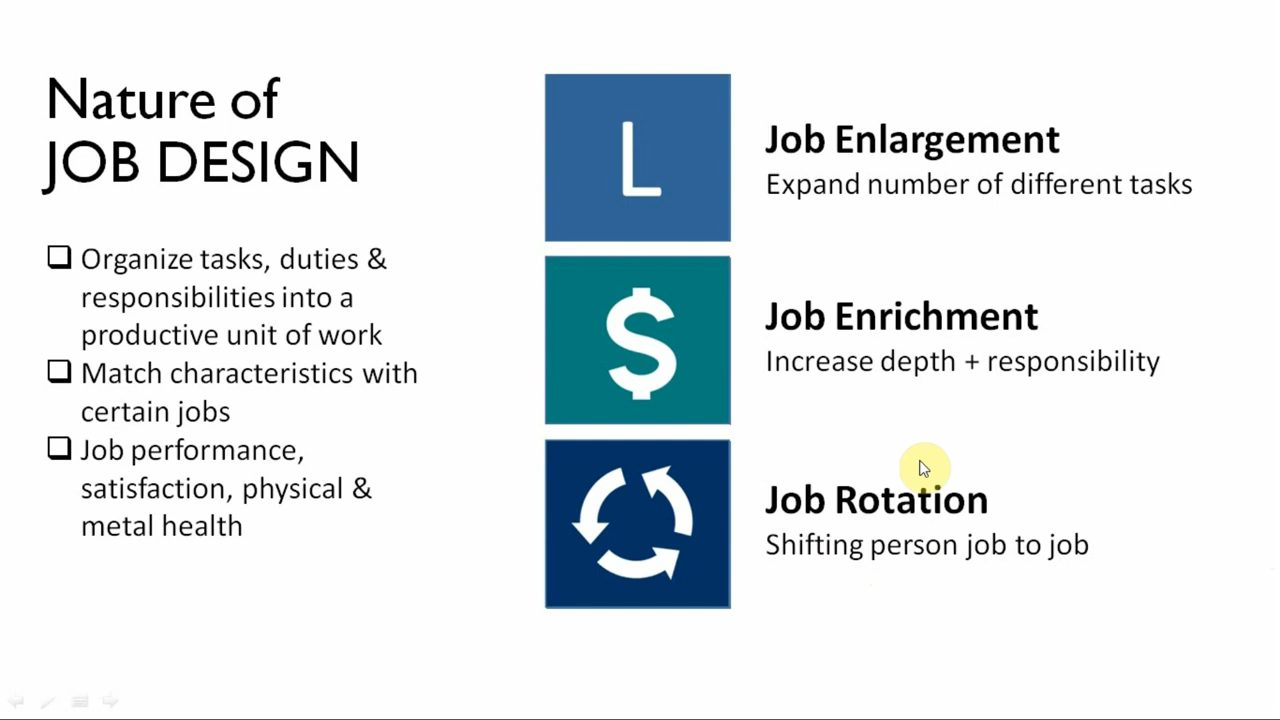 Nature of
JOB DESIGN
Organize tasks, duties &
responsibilities into a
productive unit of work
Match characteristics with
certain jobs
Job performance,
satisfaction, physical &
metal health
L
Job Enlargement
Expand number of different tasks
$
Job Enrichment
Increase depth + responsibility
Job Rotation
Shifting person job to job